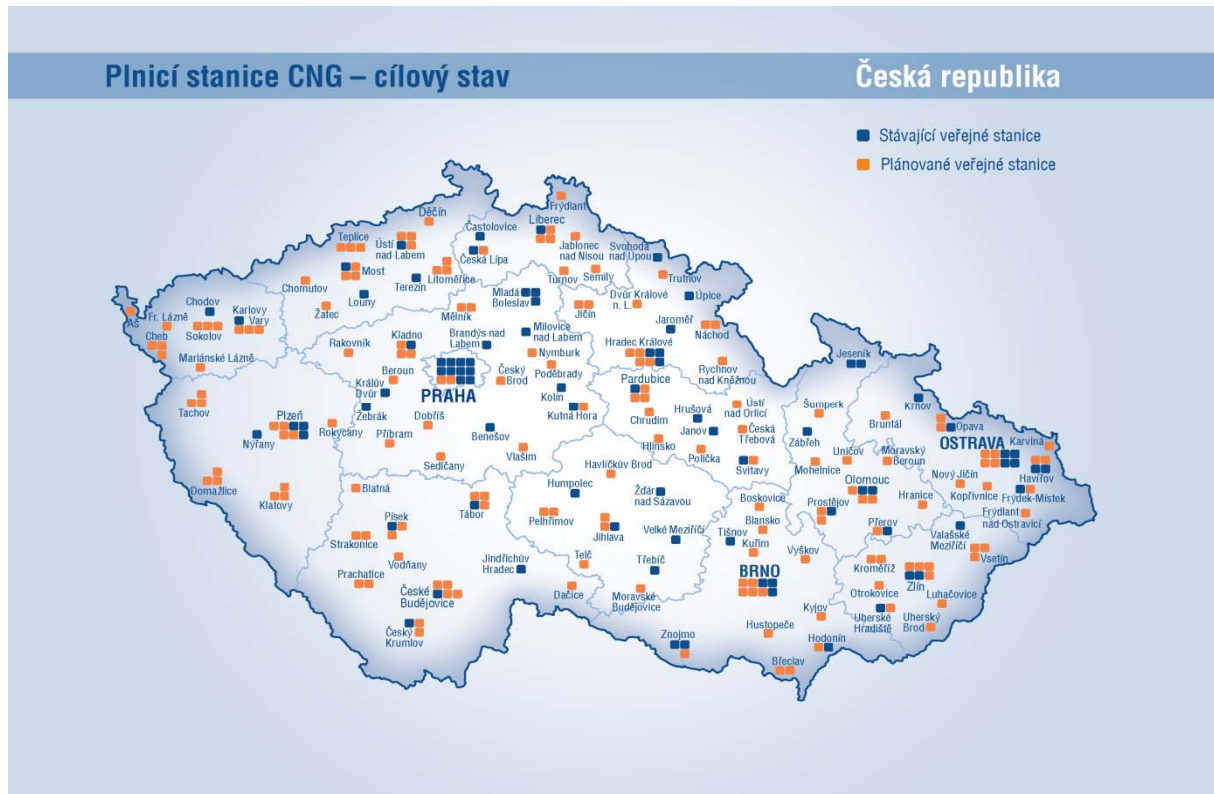 Plnicí stanice CNG – cílový stav
Česká republika
Stávající veřejné stanice
Plánované veřejné stanice
Frýdlant
Děčín
Častolovice
Liberec
Teplice
Ústí
nad Labem
Jablonec
nad Nisou
Svoboda
nad Úpou
Česká Lípa
Most
Litoměřice
Turnov
Semily
Trutnov
Chomutov
Terezín
Louny
Mladá
Boleslav
Dvůr Králové
n. L.
Úpice
Chodov
Karlovy
Vary
Žatec
Mělník
Jičín
Aš
Fr. Lázně
Sokolov
Jaroměř
Náchod
Cheb
Rakovník
Kladno
Brandýs nad
Labem
Milovice
nad Labem
Hradec Králové
Mariánské Lázně
Beroun
Nymburk
Rychnov
nad Kněžnou
Jeseník
Králův
Dvůr
PRAHA
Český
Brod
Poděbrady
Pardubice
Tachov
Žebrák
Kolín
Krnov
Plzeň
Dobříš
Kutná Hora
Chrudim
Hrušová
Ústí
nad Orlicí
Šumperk
Bruntál
Opava
Nýřany
Rokycany
Příbram
Benešov
Janov
Česká
Třebová
Zábřeh
OSTRAVA
Karviná
Hlinsko
Polička
Uničov
Moravský
Beroun
Vlašim
Sedlčany
Havlíčkův Brod
Svitavy
Mohelnice
Nový Jičín
Havířov
Domažlice
Klatovy
Blatná
Humpolec
Žďár
nad Sázavou
Boskovice
Olomouc
Kopřivnice
Frýdek-Místek
Tábor
Prostějov
Hranice
Písek
Pelhřimov
Blansko
Frýdlant
nad Ostravicí
Jihlava
Velké Meziříčí
Tišnov
Přerov
Valašské
Meziříčí
Strakonice
Kuřim
Vyškov
Vsetín
Vodňany
Jindřichův
Hradec
Telč
Třebíč
Kroměříž
Prachatice
BRNO
Zlín
České
Budějovice
Otrokovice
Luhačovice
Dačice
Moravské
Budějovice
Kyjov
Uherské
Hradiště
Uherský
Brod
Český
Krumlov
Hustopeče
Znojmo
Hodonín
Břeclav